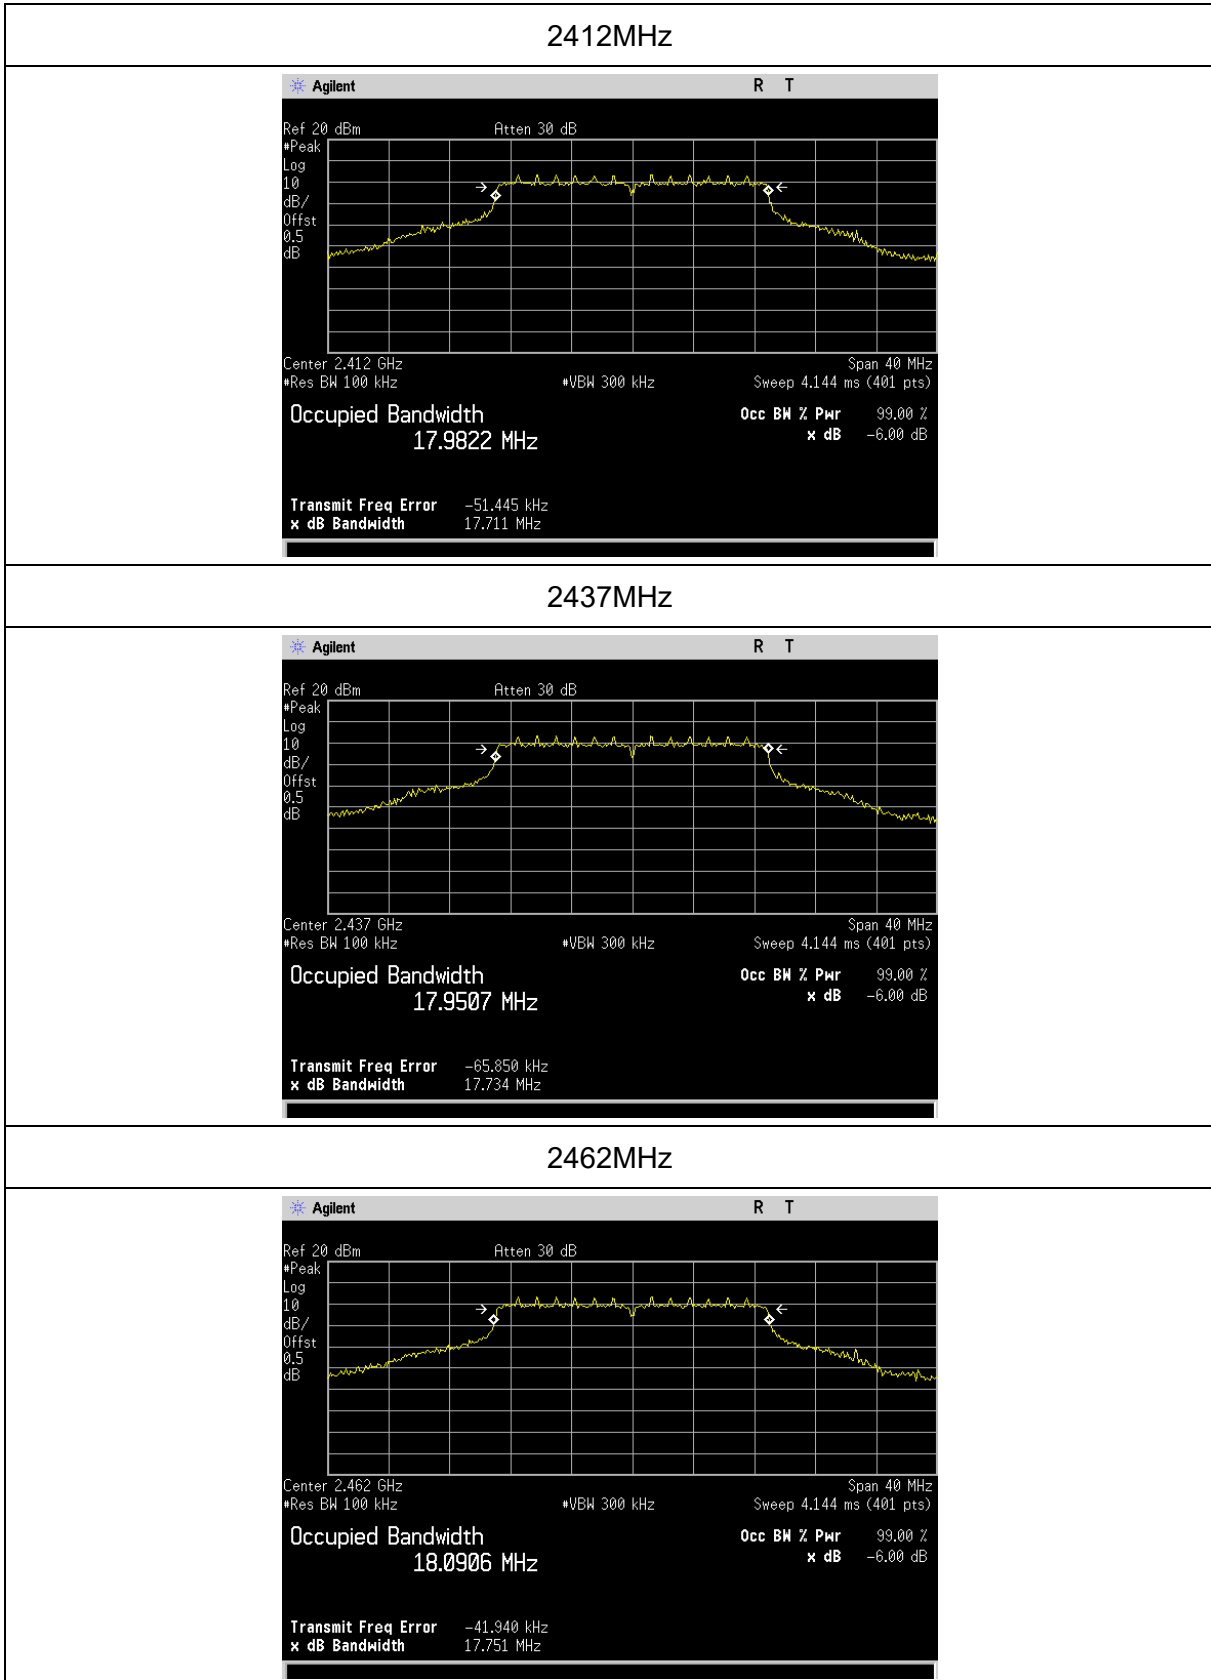 2412MHz
Agilent R T
Ref 20 dBm Atten 30 dB
#Peak
Log
10
dB/
Offst
0.5
dB
Center 2.412 GHz Span 40 MHz
#Res BW 100 kHz #VBW 300 kHz Sweep 4.144 ms (401 pts)
Occupied Bandwidth Occ BW % Pwr 99.00 %
17.9822 MHz x dB -6.00 dB
Transmit Freq Error -51.445 kHz
x dB Bandwidth 17.711 MHz
2437MHz
Agilent R T
Ref 20 dBm Atten 30 dB
#Peak
Log
10
dB/
Offst
0.5
dB
Center 2.437 GHz Span 40 MHz
#Res BW 100 kHz #VBW 300 kHz Sweep 4.144 ms (401 pts)
Occupied Bandwidth Occ BW % Pwr 99.00 %
17.9507 MHz x dB -6.00 dB
Transmit Freq Error -65.850 kHz
x dB Bandwidth 17.734 MHz
2462MHz
Agilent R T
Ref 20 dBm Atten 30 dB
#Peak
Log
10
dB/
Offst
0.5
dB
Center 2.462 GHz Span 40 MHz
#Res BW 100 kHz #VBW 300 kHz Sweep 4.144 ms (401 pts)
Occupied Bandwidth Occ BW % Pwr 99.00 %
18.0906 MHz x dB -6.00 dB
Transmit Freq Error -41.940 kHz
x dB Bandwidth 17.751 MHz